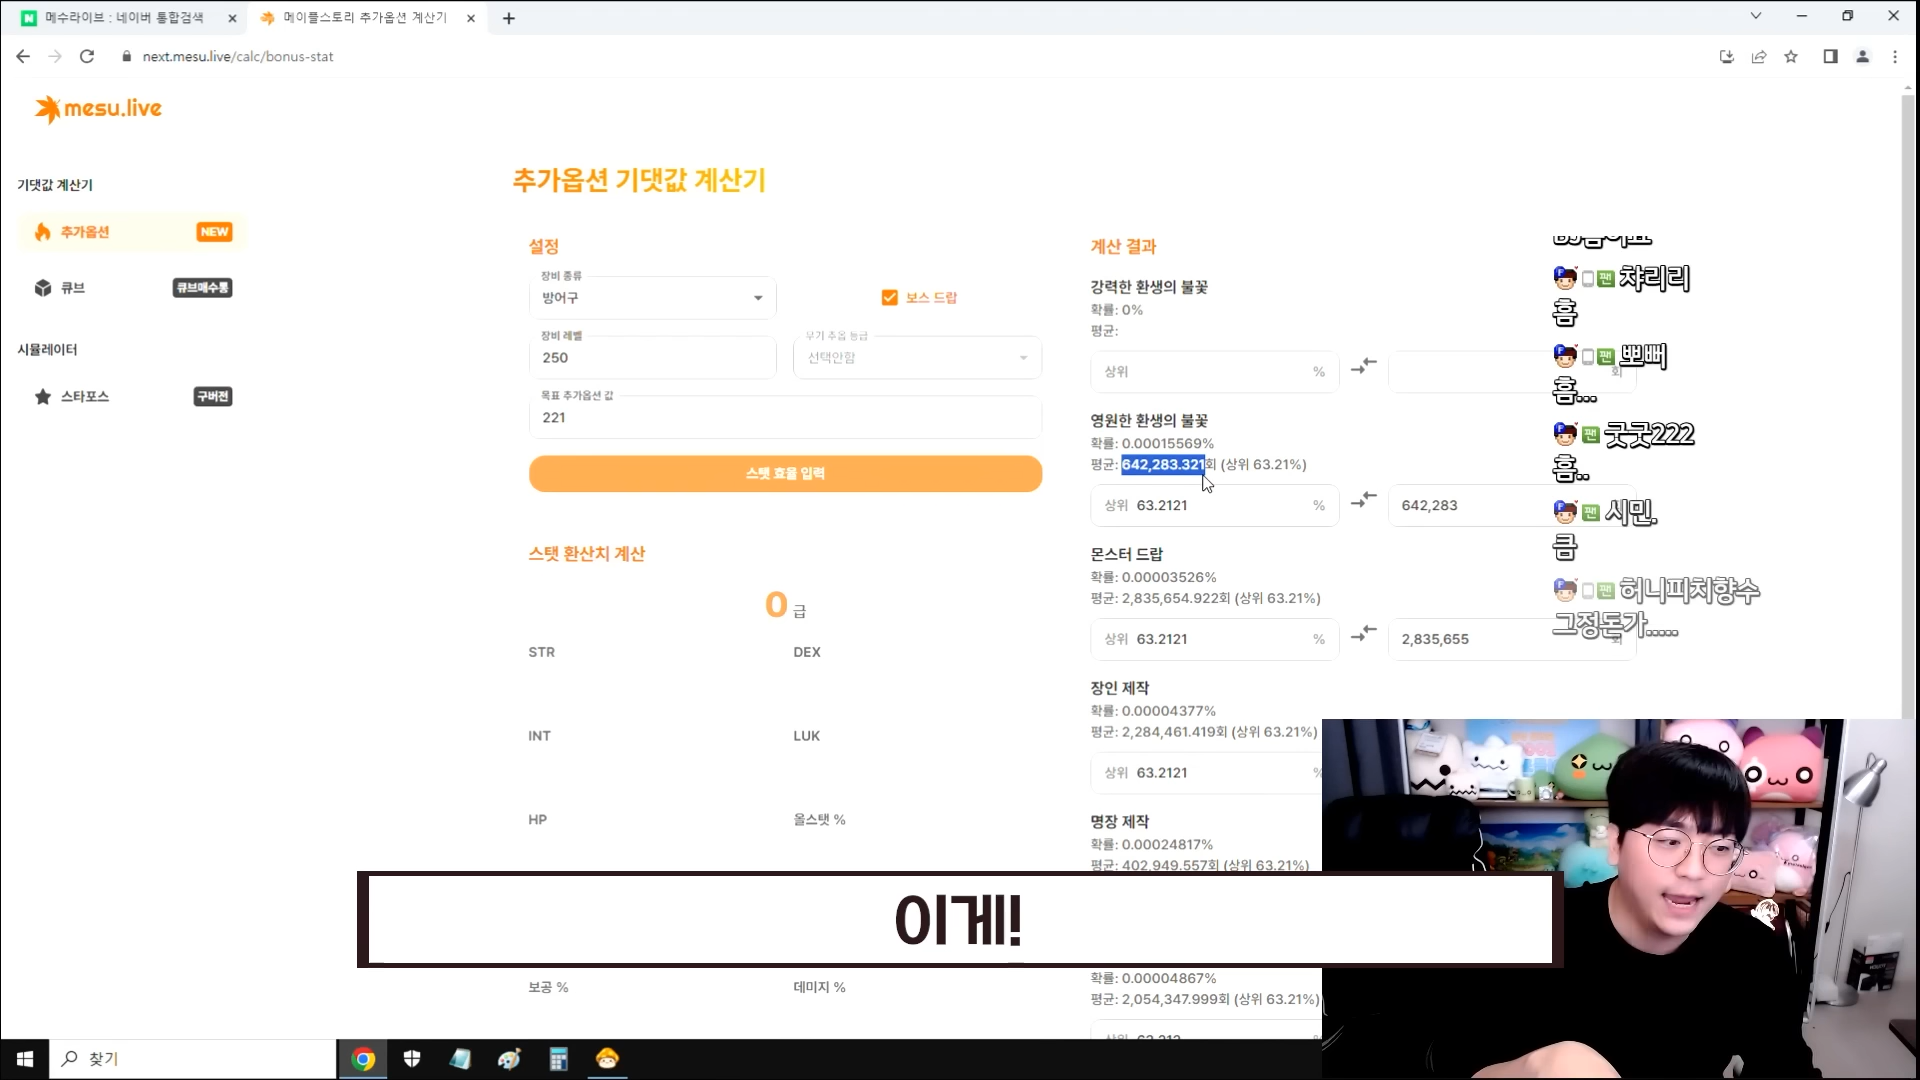 메수라이브 : 네이버 통합검색
메이플스토리 추가옵션 계산기
next.mesu.live/calc/bonus-stat
mesu.live
기댓값 계산기
추가옵션
NEW
큐브
큐브매수통
시뮬레이터
스타포스
구버전
추가옵션 기댓값 계산기
설정
장비 종류
방어구
보스 드랍
장비 레벨
250
무기 추옵 등급
선택안함
목표 추가옵션 값
221
스탯 효율 입력
스탯 환산치 계산
0 급
STR
DEX
INT
LUK
HP
올스탯 %
보공 %
데미지 %
계산 결과
강력한 환생의 불꽃
확률: 0%
평균:
상위 %
회
영원한 환생의 불꽃
확률: 0.00015569%
평균: 642,283.321회 (상위 63.21%)
상위 63.2121 %
642,283
몬스터 드랍
확률: 0.00003526%
평균: 2,835,654.922회 (상위 63.21%)
상위 63.2121 %
2,835,655
회
장인 제작
확률: 0.00004377%
평균: 2,284,461.419회 (상위 63.21%)
상위 63.2121 %
명장 제작
확률: 0.00024817%
평균: 402,949.557회 (상위 63.21%)
확률: 0.00004867%
평균: 2,054,347.999회 (상위 63.21%)
챠리리
흠
뽀삐
흠...
굿굿222
흠..
시민.
큼
허니피치향수
그정돈가.....
이게!
찾기